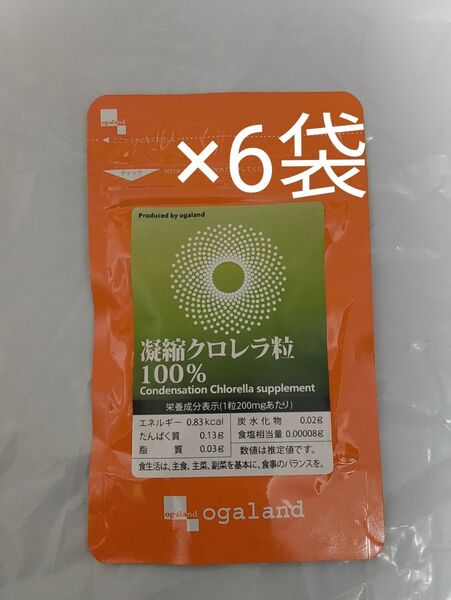 ogaland
×6袋
チャック
Produced by ogaland
凝縮クロレラ粒
100%
Condensation Chlorella supplement
栄養成分表示(1粒200mgあたり)
エネルギー 0.83kcal 炭水化物 0.02g
たんぱく質 0.13g 食塩相当量 0.00008g
脂質 0.03g 数値は推定値です。
食生活は、主食、主菜、副菜を基本に、食事のバランスを。
ogaland ogaland